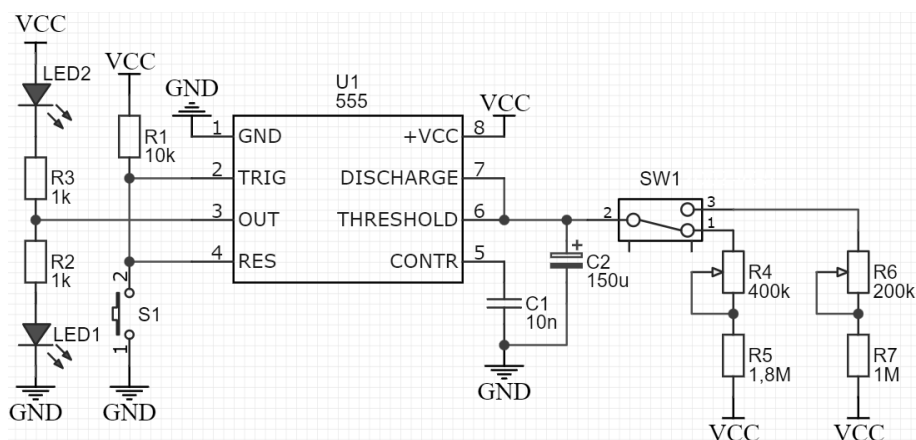 VCC
LED2
R3
1k
R2
1k
LED1
GND
VCC
R1
10k
2
S1
1
GND
GND
U1
555
1 GND
2 TRIG
3 OUT
4 RES
+VCC 8
DISCHARGE 7
THRESHOLD 6
CONTR 5
VCC
C1
10n
GND
+
C2
150u
SW1
2
3
1
R4
400k
R5
1,8M
VCC
R6
200k
R7
1M
VCC